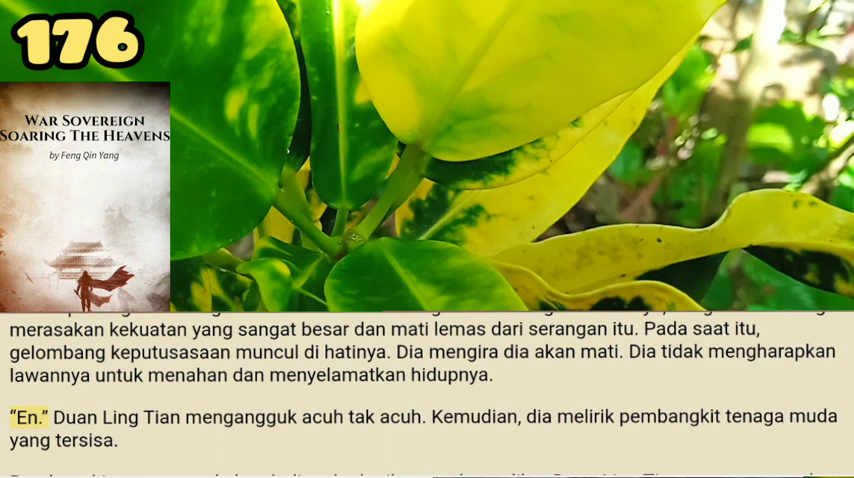 176
WAR SOVEREIGN
SOARING THE HEAVENS
by Feng Qin Yang
merasakan kekuatan yang sangat besar dan mati lemas dari serangan itu. Pada saat itu,
gelombang keputusasaan muncul di hatinya. Dia mengira dia akan mati. Dia tidak mengharapkan
lawannya untuk menahan dan menyelamatkan hidupnya.
“En.” Duan Ling Tian mengangguk acuh tak acuh. Kemudian, dia melirik pembangkit tenaga muda
yang tersisa.